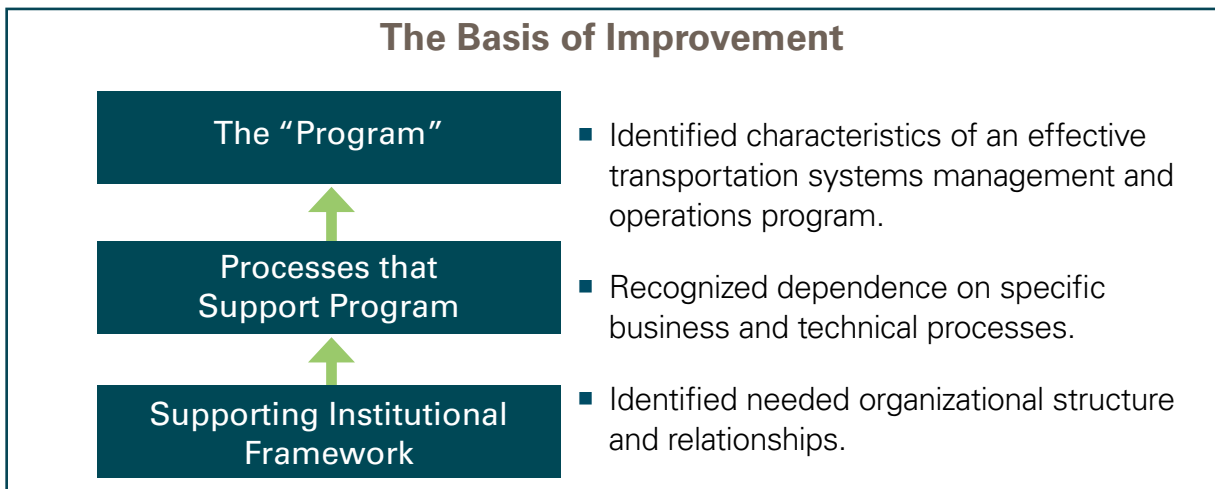 The Basis of Improvement
The “Program”
■ Identified characteristics of an effective
transportation systems management and
operations program.
Processes that
Support Program
■ Recognized dependence on specific
business and technical processes.
Supporting Institutional
Framework
■ Identified needed organizational structure
and relationships.